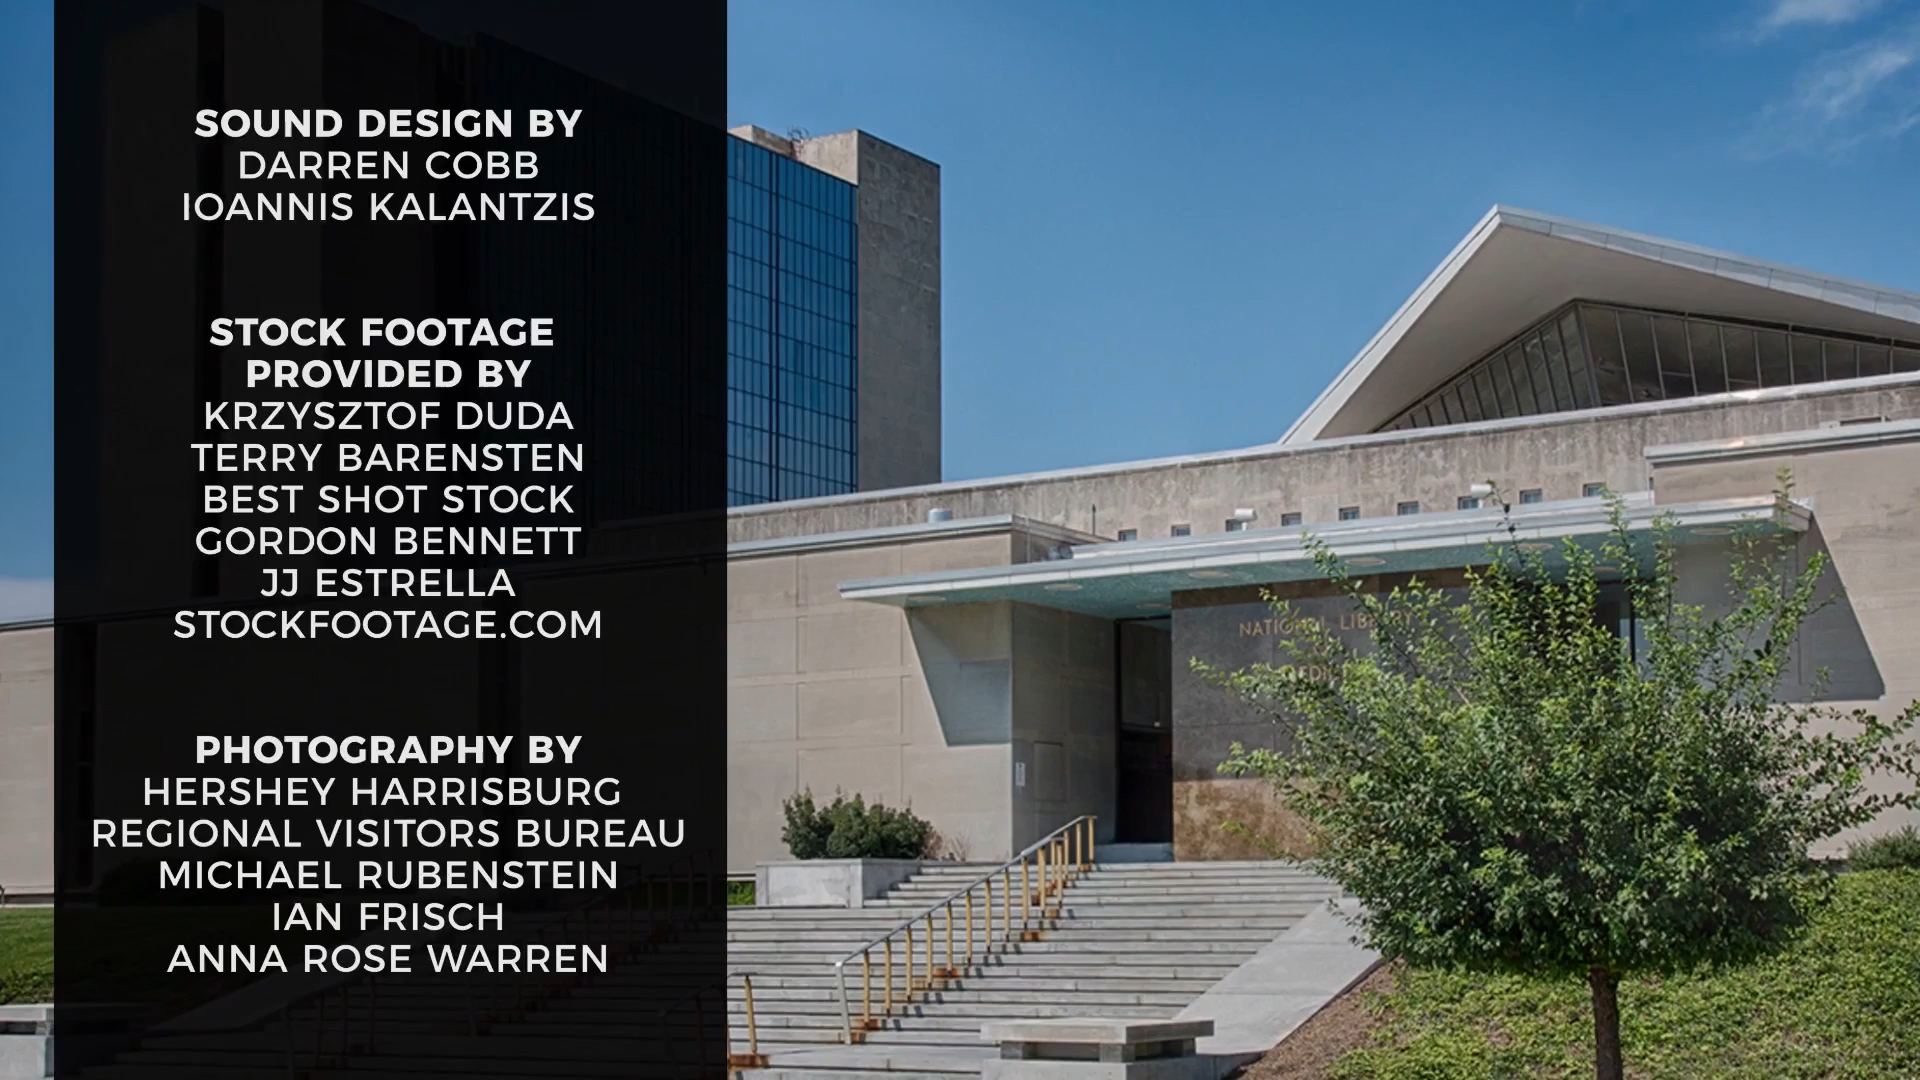 SOUND DESIGN BY
DARREN COBB
IOANNIS KALANTZIS
STOCK FOOTAGE
PROVIDED BY
KRZYSZTOF DUDA
TERRY BARENSTEN
BEST SHOT STOCK
GORDON BENNETT
JJ ESTRELLA
STOCKFOOTAGE.COM
PHOTOGRAPHY BY
HERSHEY HARRISBURG
REGIONAL VISITORS BUREAU
MICHAEL RUBENSTEIN
IAN FRISCH
ANNA ROSE WARREN
NATIONAL LIBRARY